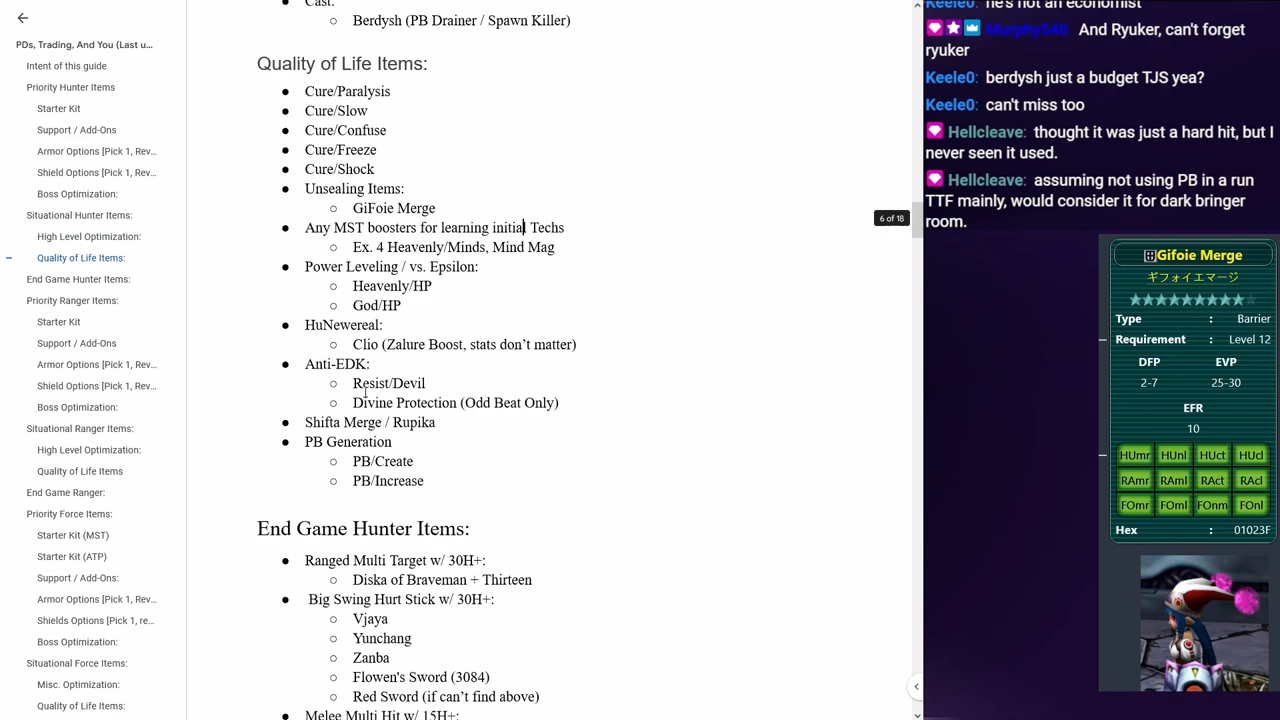 PDs, Trading, And You (Last u...
Intent of this guide
Priority Hunter Items
Starter Kit
Support / Add-Ons
Armor Options [Pick 1, Rev...
Shield Options [Pick 1, Rev...
Boss Optimization:
Situational Hunter Items:
High Level Optimization:
Quality of Life Items:
End Game Hunter Items:
Priority Ranger Items:
Starter Kit
Support / Add-Ons
Armor Options [Pick 1, Rev...
Shield Options [Pick 1, Rev...
Boss Optimization:
Situational Ranger Items:
High Level Optimization:
Quality of Life Items
End Game Ranger:
Priority Force Items:
Starter Kit (MST)
Starter Kit (ATP)
Support / Add-Ons:
Armor Options [Pick 1, Rev...
Shields Options [Pick 1, re...
Boss Optimization:
Situational Force Items:
Misc. Optimization:
Quality of Life Items:
Cast:
Berdysh (PB Drainer / Spawn Killer)
Quality of Life Items:
Cure/Paralysis
Cure/Slow
Cure/Confuse
Cure/Freeze
Cure/Shock
Unsealing Items:
GiFoie Merge
Any MST boosters for learning initial Techs
Ex. 4 Heavenly/Minds, Mind Mag
Power Leveling / vs. Epsilon:
Heavenly/HP
God/HP
HuNewereal:
Clio (Zalure Boost, stats don't matter)
Anti-EDK:
Resist/Devil
Divine Protection (Odd Beat Only)
Shifta Merge / Rupika
PB Generation
PB/Create
PB/Increase
End Game Hunter Items:
Ranged Multi Target w/ 30H+:
Diska of Braveman + Thirteen
Big Swing Hurt Stick w/ 30H+:
Vjaya
Yunchang
Zanba
Flowen's Sword (3084)
Red Sword (if can't find above)
Melee Multi Hit w/ 15H+:
6 of 18
Keele0: he's not an economist
Murphy540: And Ryuker, can't forget
ryuker
Keele0: berdysh just a budget TJS yea?
Keele0: can't miss too
Hellcleave: thought it was just a hard hit, but I
never seen it used.
Hellcleave: assuming not using PB in a run
TTF mainly, would consider it for dark bringer
room.
Gifoie Merge
ギフォイエマージ
★★★★★★★★★★★
Type : Barrier
Requirement : Level 12
DFP EVP
2-7 25-30
EFR
10
HUmr HUnl HUct HUcl
RAmr RAml RAct RAcl
FOmr FOml FOnm FOnl
Hex : 01023F